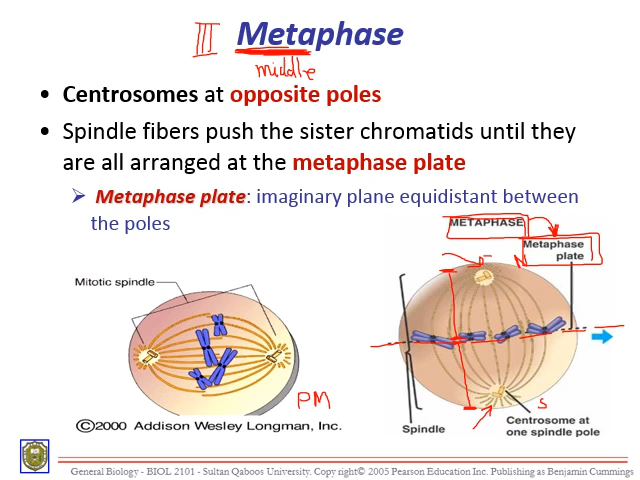 III Metaphase
middle
• Centrosomes at opposite poles
• Spindle fibers push the sister chromatids until they
are all arranged at the metaphase plate
➢ Metaphase plate: imaginary plane equidistant between
the poles
METAPHASE
Metaphase
plate
N
Mitotic spindle
PM
©2000 Addison Wesley Longman, Inc.
S
Spindle
Centrosome at
one spindle pole
General Biology - BIOL 2101 - Sultan Qaboos University. Copy right© 2005 Pearson Education Inc. Publishing as Benjamin Cummings